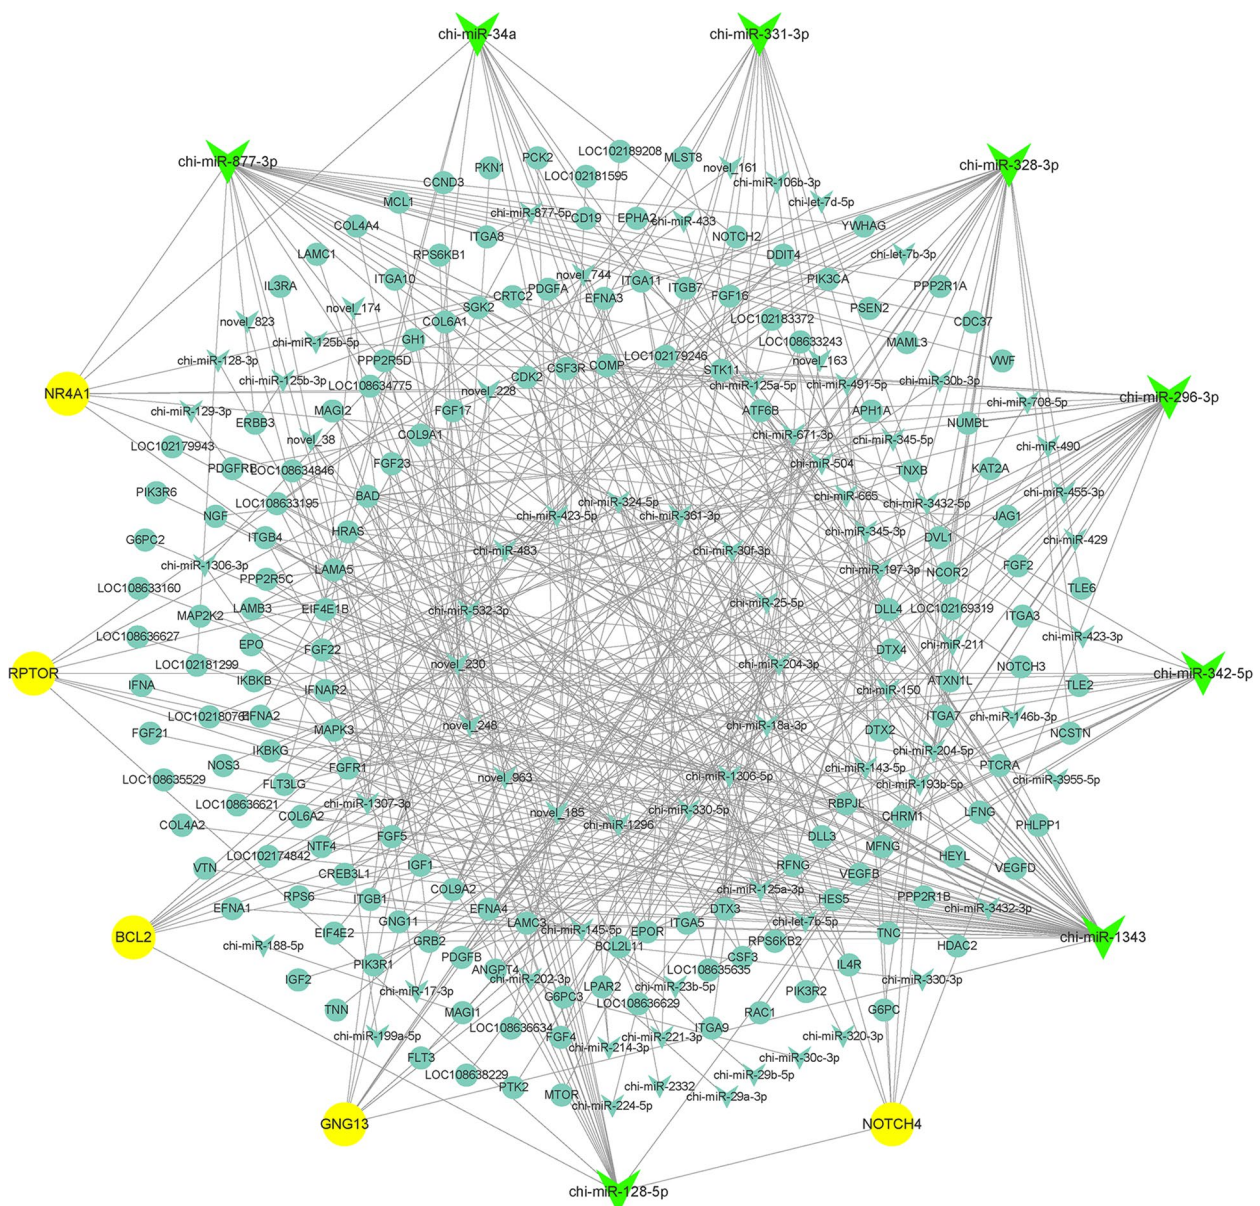 chi-miR-34a
chi-miR-331-3p
chi-miR-877-3p
chi-miR-328-3p
LOC102189208
PCK2
MLST8
novel_161
PKN1
LOC102181595
chi-miR-106b-3p
CCND3
chi-let-7d-5p
MCL1
chi-miR-877-5p
CD19
EPHA2
chi-miR-433
COL4A4
ITGA8
NOTCH2
YWHAG
LAMC1
RPS6KB1
DDIT4
chi-let-7b-3p
IL3RA
ITGA10
novel_744
ITGA11
PIK3CA
PDGFA
ITGB7
PPP2R1A
CRTC2
EFNA3
FGF16
novel_174
SGK2
PSEN2
novel_823
COL6A1
LOC102183372
CDC37
chi-miR-125b-5p
GH1
LOC108633243
MAML3
chi-miR-128-3p
PPP2R5D
CSF3R
COMP
LOC102179246
novel_163
VWF
chi-miR-125b-3p
LOC108634775
CDK2
STK11
chi-miR-125a-5p
chi-miR-491-5p
chi-miR-30b-3p
NR4A1
novel_228
chi-miR-296-3p
chi-miR-129-3p
MAGI2
FGF17
ATF6B
APH1A
chi-miR-708-5p
ERBB3
NUMBL
novel_38
COL9A1
chi-miR-671-3p
chi-miR-345-5p
LOC102179943
chi-miR-490
PDGFRB
LOC108634846
FGF23
chi-miR-504
TNXB
KAT2A
PIK3R6
BAD
chi-miR-665
chi-miR-455-3p
LOC108633195
chi-miR-324-5p
chi-miR-3432-5p
NGF
chi-miR-423-5p
chi-miR-361-3p
JAG1
G6PC2
ITGB4
HRAS
chi-miR-345-3p
DVL1
chi-miR-429
chi-miR-483
chi-miR-30f-3p
chi-miR-1306-3p
LAMA5
chi-miR-197-3p
NCOR2
FGF2
LOC108633160
PPP2R5C
TLE6
MAP2K2
LAMB3
EIF4E1B
chi-miR-532-3p
chi-miR-25-5p
DLL4
LOC102169319
ITGA3
LOC108636627
EPO
chi-miR-423-3p
FGF22
DTX4
chi-miR-211
RPTOR
LOC102181299
novel_230
chi-miR-204-3p
NOTCH3
chi-miR-342-5p
IFNA
IKBKB
IFNAR2
chi-miR-150
ATXN1L
TLE2
LOC102180761
EFNA2
ITGA7
chi-miR-146b-3p
FGF21
MAPK3
novel_248
chi-miR-18a-3p
DTX2
NCSTN
IKBKG
chi-miR-204-5p
NOS3
FGFR1
chi-miR-143-5p
PTCRA
LOC108635529
FLT3LG
novel_963
chi-miR-1306-5p
chi-miR-193b-5p
chi-miR-3955-5p
LOC108636621
chi-miR-1307-3p
RBPJL
COL6A2
novel_185
chi-miR-330-5p
CHRM1
LFNG
PHLPP1
COL4A2
chi-miR-1296
FGF5
DLL3
NTF4
MFNG
LOC102174842
HEYL
VTN
IGF1
RFNG
VEGFB
VEGFD
CREB3L1
COL9A2
chi-miR-125a-3p
RPS6
ITGB1
HES5
PPP2R1B
EFNA1
EFNA4
DTX3
chi-miR-3432-3p
GNG11
LAMC3
ITGA5
chi-let-7b-5p
BCL2
EIF4E2
chi-miR-145-5p
EPOR
TNC
chi-miR-1343
chi-miR-188-5p
GRB2
BCL2L11
RPS6KB2
HDAC2
PIK3R1
PDGFB
CSF3
IL4R
ANGPT4
LOC108635635
IGF2
chi-miR-202-3p
LPAR2
chi-miR-23b-5p
chi-miR-330-3p
chi-miR-17-3p
G6PC3
PIK3R2
TNN
MAGI1
LOC108636629
RAC1
G6PC
chi-miR-199a-5p
LOC108636634
FGF4
chi-miR-221-3p
ITGA9
chi-miR-320-3p
chi-miR-214-3p
FLT3
chi-miR-30c-3p
LOC108638229
chi-miR-29b-5p
PTK2
MTOR
chi-miR-2332
chi-miR-29a-3p
chi-miR-224-5p
GNG13
NOTCH4
chi-miR-128-5p